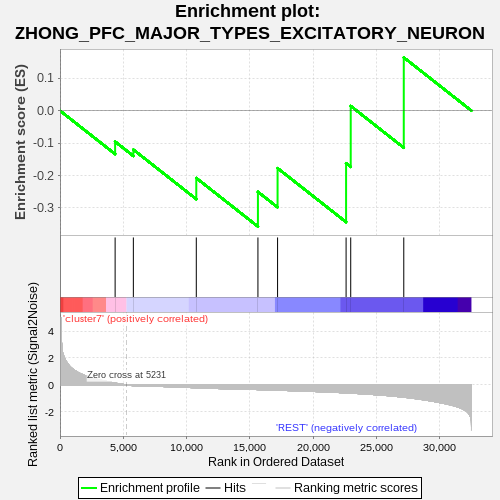 Enrichment plot:
ZHONG_PFC_MAJOR_TYPES_EXCITATORY_NEURON
Enrichment score (ES)
0.1
0.0
-0.1
-0.2
-0.3
'cluster7' (positively correlated)
Ranked list metric (Signal2Noise)
4
2
0
-2
Zero cross at 5231
'REST' (negatively correlated)
0
5,000
10,000
15,000
20,000
25,000
30,000
Rank in Ordered Dataset
Enrichment profile
Hits
Ranking metric scores